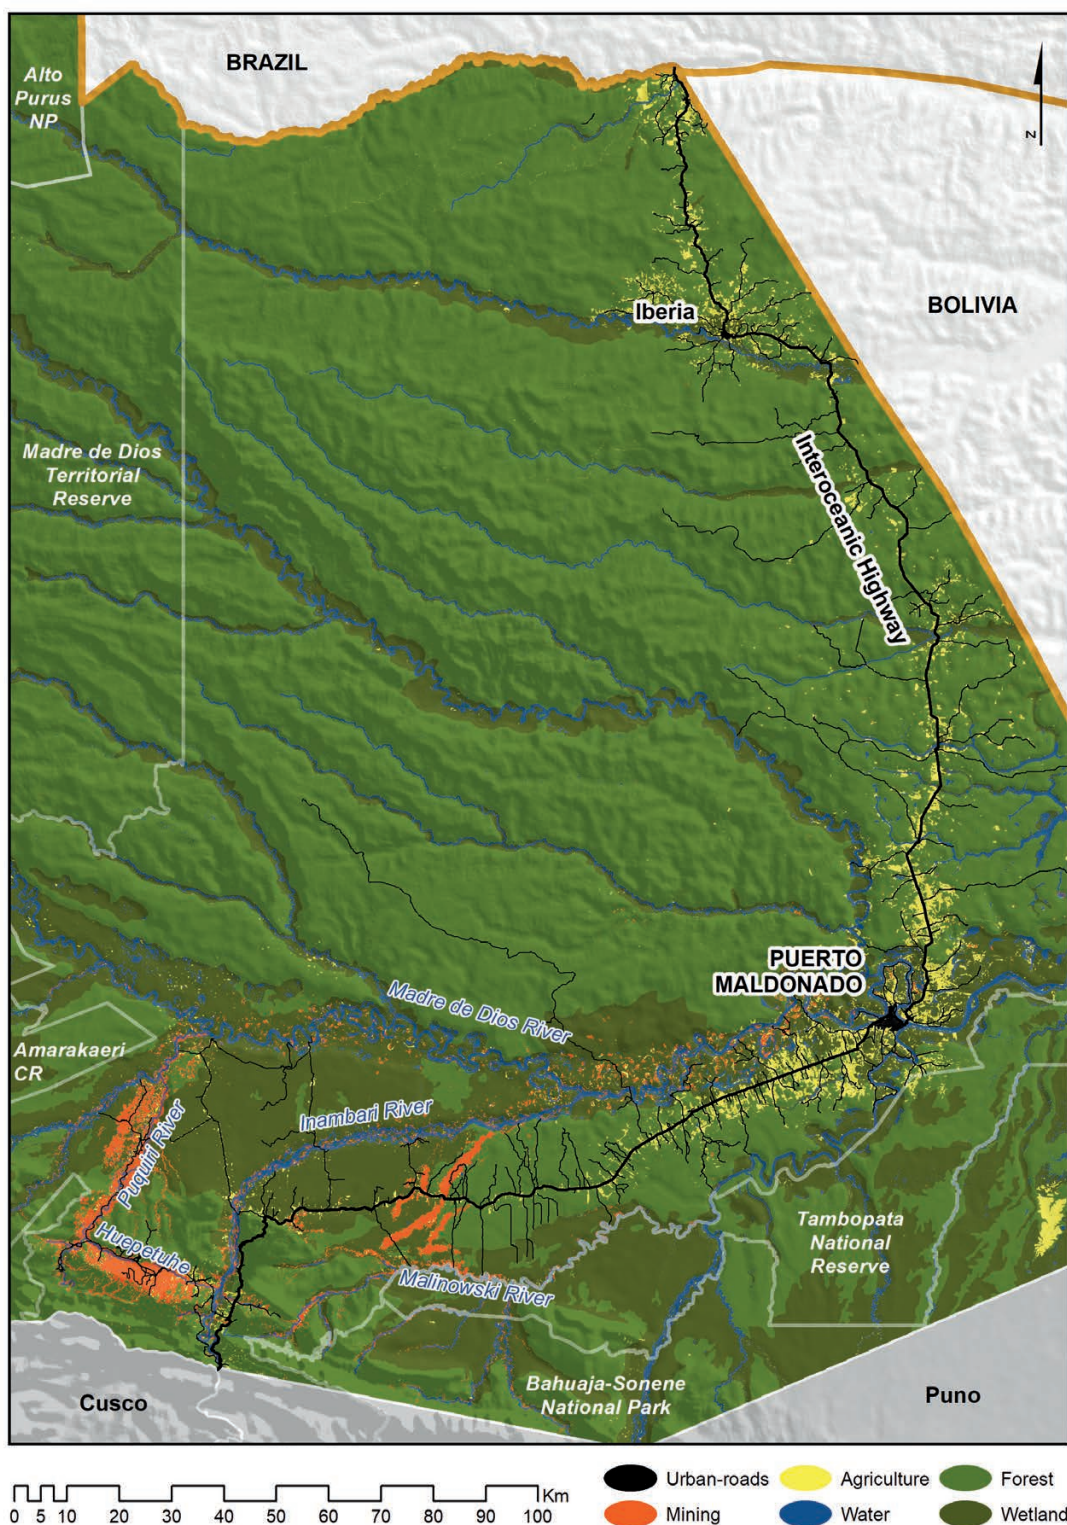 Alto
Purus
NP
BRAZIL
N
Iberia
BOLIVIA
Madre de Dios
Territorial
Reserve
Interoceanic Highway
PUERTO
MALDONADO
Madre de Dios River
Amarakaeri
CR
Puquiri River
Inambari River
Huepetuhe
Malinowski River
Tambopata
National
Reserve
Bahuaja-Sonene
National Park
Cusco
Puno
Km
0 5 10 20 30 40 50 60 70 80 90 100
Urban-roads
Agriculture
Forest
Mining
Water
Wetland